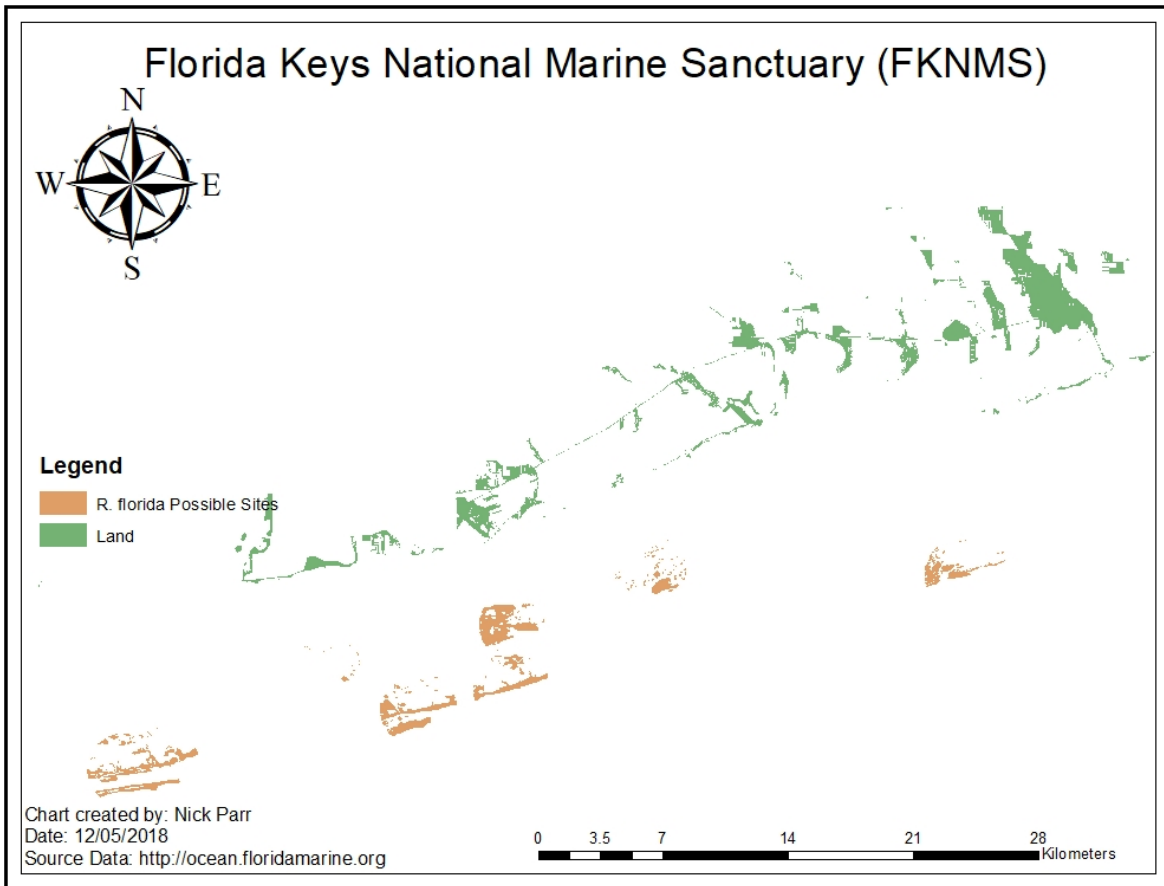 Florida Keys National Marine Sanctuary (FKNMS)
N
W E
S
Legend
R. florida Possible Sites
Land
Chart created by: Nick Parr
Date: 12/05/2018
Source Data: http://ocean.floridamarine.org
0 3.5 7 14 21 28
Kilometers